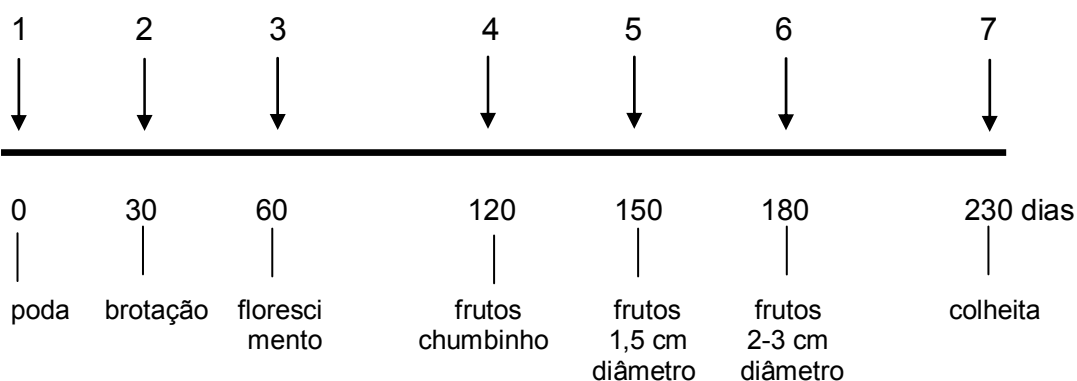 1 2 3 4 5 6 7
0 30 60 120 150 180 230 dias
poda brotação floresci frutos frutos frutos colheita
mento chumbinho 1,5 cm 2-3 cm
diâmetro diâmetro